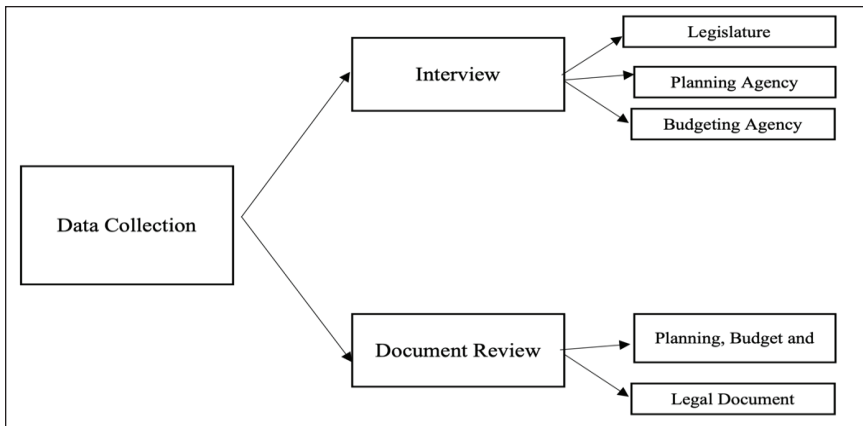 Data Collection
Interview
Legislature
Planning Agency
Budgeting Agency
Document Review
Planning, Budget and
Legal Document